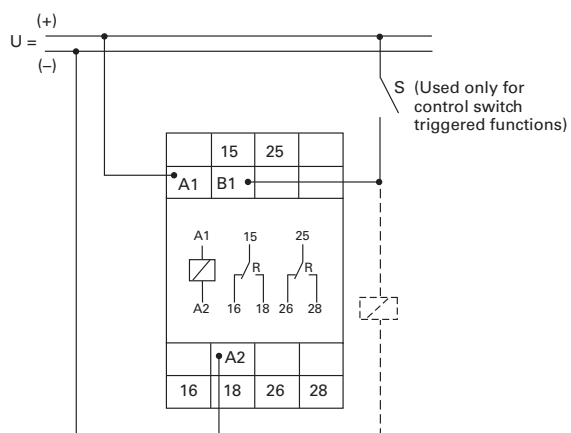 (+)
U =
(–)
S (Used only for
control switch
triggered functions)
15 25
A1 B1
A1 15 25
R R
A2 16 18 26 28
A2
16 18 26 28